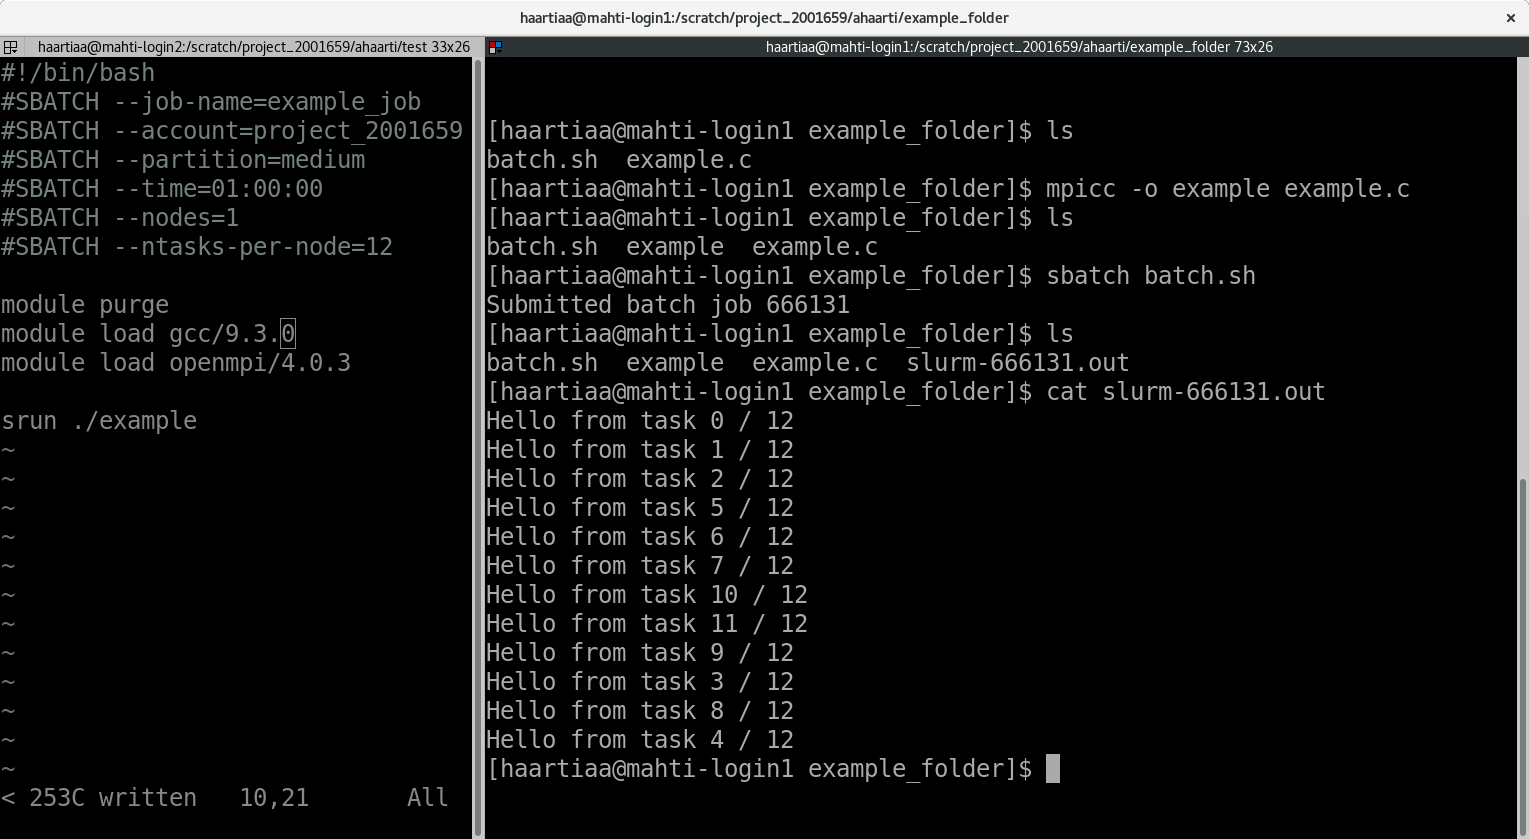 haartiaa@mahti-login1:/scratch/project_2001659/ahaarti/example_folder
haartiaa@mahti-login2:/scratch/project_2001659/ahaarti/test 33x26
#!/bin/bash
#SBATCH --job-name=example_job
#SBATCH --account=project_2001659
#SBATCH --partition=medium
#SBATCH --time=01:00:00
#SBATCH --nodes=1
#SBATCH --ntasks-per-node=12
module purge
module load gcc/9.3.0
module load openmpi/4.0.3
srun ./example
~
~
~
~
~
~
~
~
~
~
~
~
< 253C written   10,21       All
haartiaa@mahti-login1:/scratch/project_2001659/ahaarti/example_folder 73x26
[haartiaa@mahti-login1 example_folder]$ ls
batch.sh  example.c
[haartiaa@mahti-login1 example_folder]$ mpicc -o example example.c
[haartiaa@mahti-login1 example_folder]$ ls
batch.sh  example  example.c
[haartiaa@mahti-login1 example_folder]$ sbatch batch.sh
Submitted batch job 666131
[haartiaa@mahti-login1 example_folder]$ ls
batch.sh  example  example.c  slurm-666131.out
[haartiaa@mahti-login1 example_folder]$ cat slurm-666131.out
Hello from task 0 / 12
Hello from task 1 / 12
Hello from task 2 / 12
Hello from task 5 / 12
Hello from task 6 / 12
Hello from task 7 / 12
Hello from task 10 / 12
Hello from task 11 / 12
Hello from task 9 / 12
Hello from task 3 / 12
Hello from task 8 / 12
Hello from task 4 / 12
[haartiaa@mahti-login1 example_folder]$